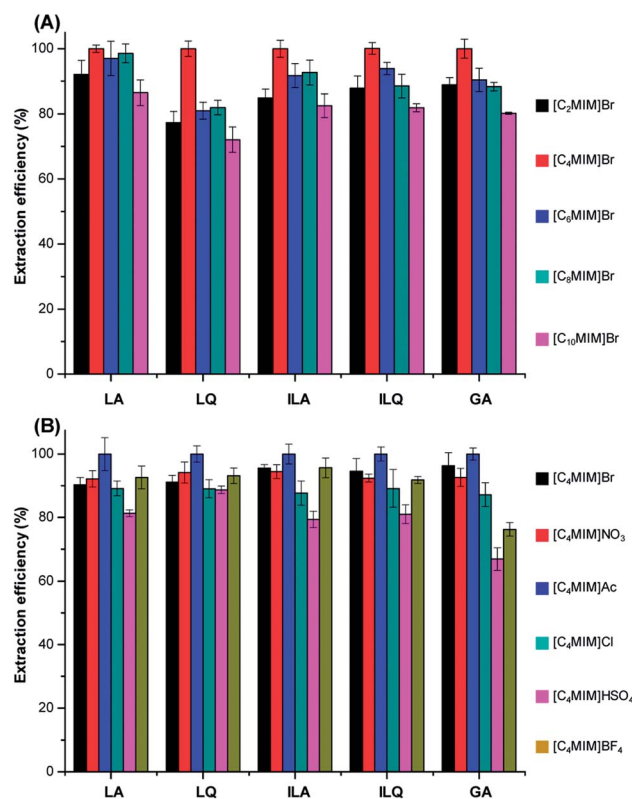 (A)
Extraction efficiency (%)
100
80
60
40
20
0
LA LQ ILA ILQ GA
[C₂MIM]Br
[C₄MIM]Br
[C₆MIM]Br
[C₈MIM]Br
[C₁₀MIM]Br
(B)
Extraction efficiency (%)
100
80
60
40
20
0
LA LQ ILA ILQ GA
[C₄MIM]Br
[C₄MIM]NO₃
[C₄MIM]Ac
[C₄MIM]Cl
[C₄MIM]HSO₄
[C₄MIM]BF₄